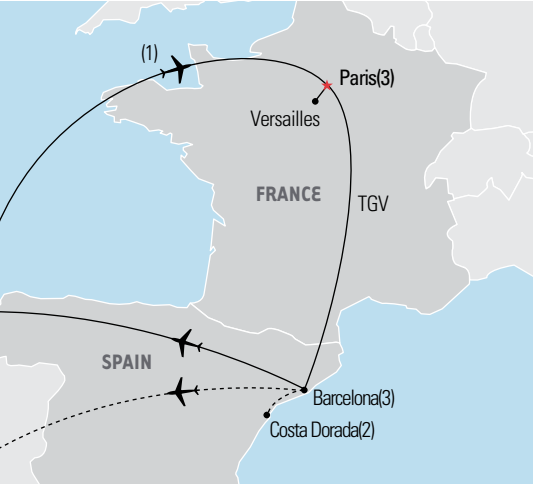 (1)
Paris(3)
Versailles
FRANCE
TGV
SPAIN
Barcelona(3)
Costa Dorada(2)